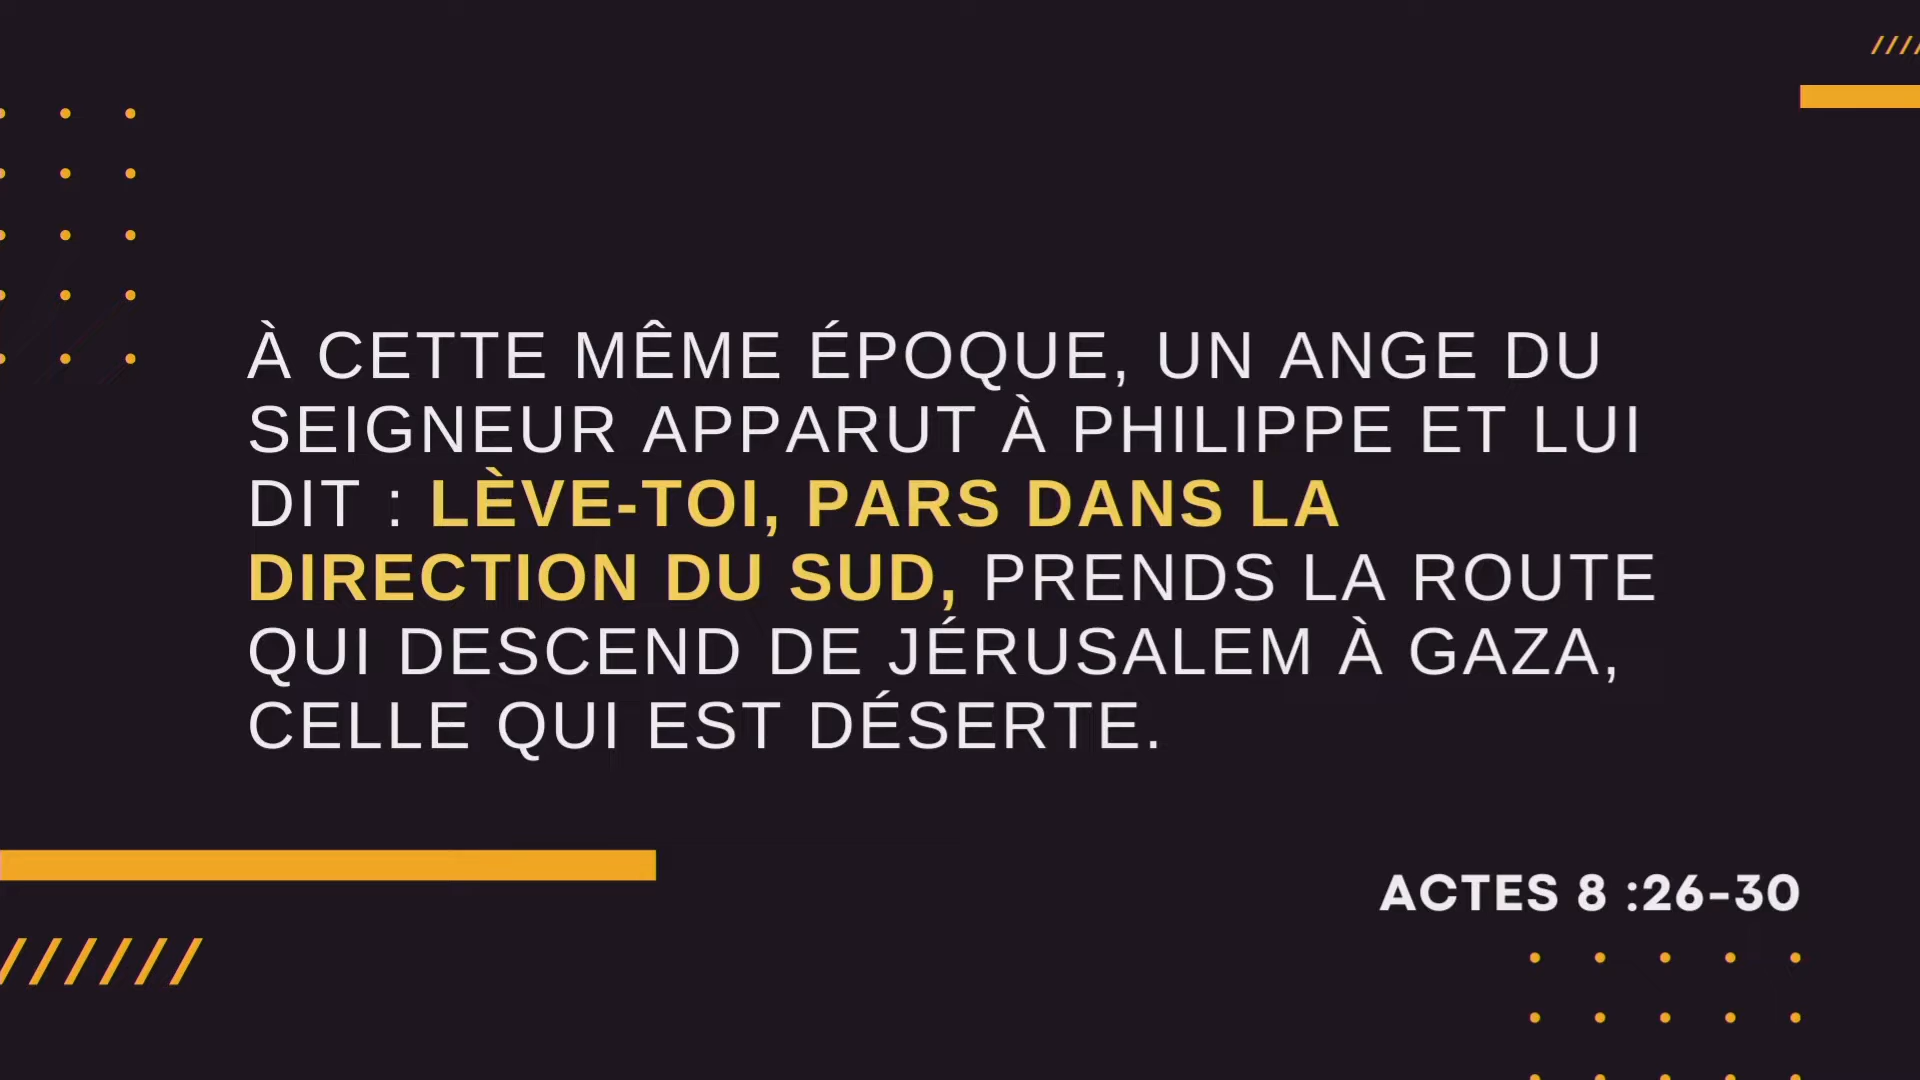 À CETTE MÊME ÉPOQUE, UN ANGE DU
SEIGNEUR APPARUT À PHILIPPE ET LUI
DIT : LÈVE-TOI, PARS DANS LA
DIRECTION DU SUD, PRENDS LA ROUTE
QUI DESCEND DE JÉRUSALEM À GAZA,
CELLE QUI EST DÉSERTE.
ACTES 8 :26-30